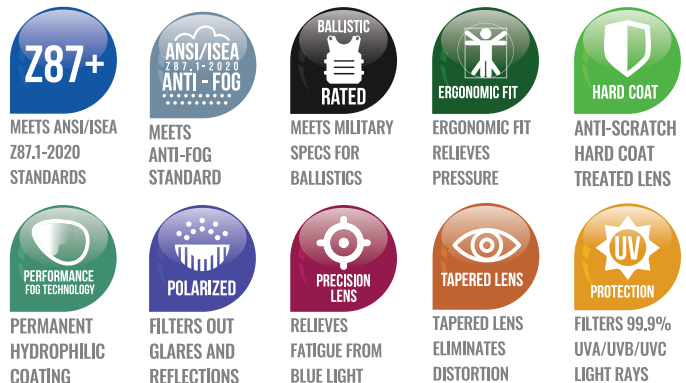 Z87+
MEETS ANSI/ISEA
Z87.1-2020
STANDARDS
ANSI/ISEA
Z87.1-2020
ANTI - FOG
MEETS
ANTI-FOG
STANDARD
BALLISTIC
RATED
MEETS MILITARY
SPECS FOR
BALLISTICS
ERGONOMIC FIT
ERGONOMIC FIT
RELIEVES
PRESSURE
HARD COAT
ANTI-SCRATCH
HARD COAT
TREATED LENS
PERFORMANCE
FOG TECHNOLOGY
PERMANENT
HYDROPHILIC
COATING
POLARIZED
FILTERS OUT
GLARES AND
REFLECTIONS
PRECISION
LENS
RELIEVES
FATIGUE FROM
BLUE LIGHT
TAPERED LENS
TAPERED LENS
ELIMINATES
DISTORTION
UV
PROTECTION
FILTERS 99.9%
UVA/UVB/UVC
LIGHT RAYS